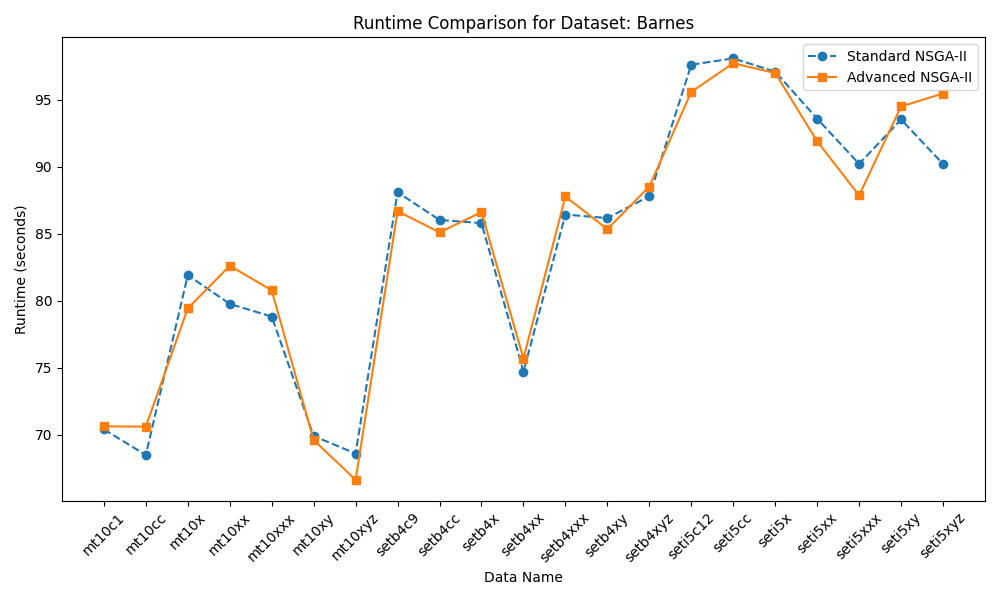 Runtime Comparison for Dataset: Barnes
Standard NSGA-II
Advanced NSGA-II
Runtime (seconds)
95
90
85
80
75
70
mt10c1
mt10cc
mt10x
mt10xx
mt10xxx
mt10xy
mt10xyz
setb4c9
setb4cc
setb4x
setb4xx
setb4xxx
setb4xy
setb4xyz
seti5c12
seti5cc
seti5x
seti5xx
seti5xxx
seti5xy
seti5xyz
Data Name